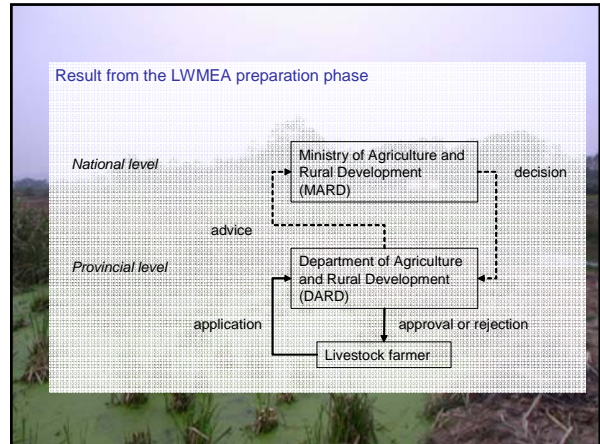 Result from the LWMEA preparation phase
National level
Ministry of Agriculture and
Rural Development
(MARD)
decision
advice
Provincial level
Department of Agriculture
and Rural Development
(DARD)
application
approval or rejection
Livestock farmer